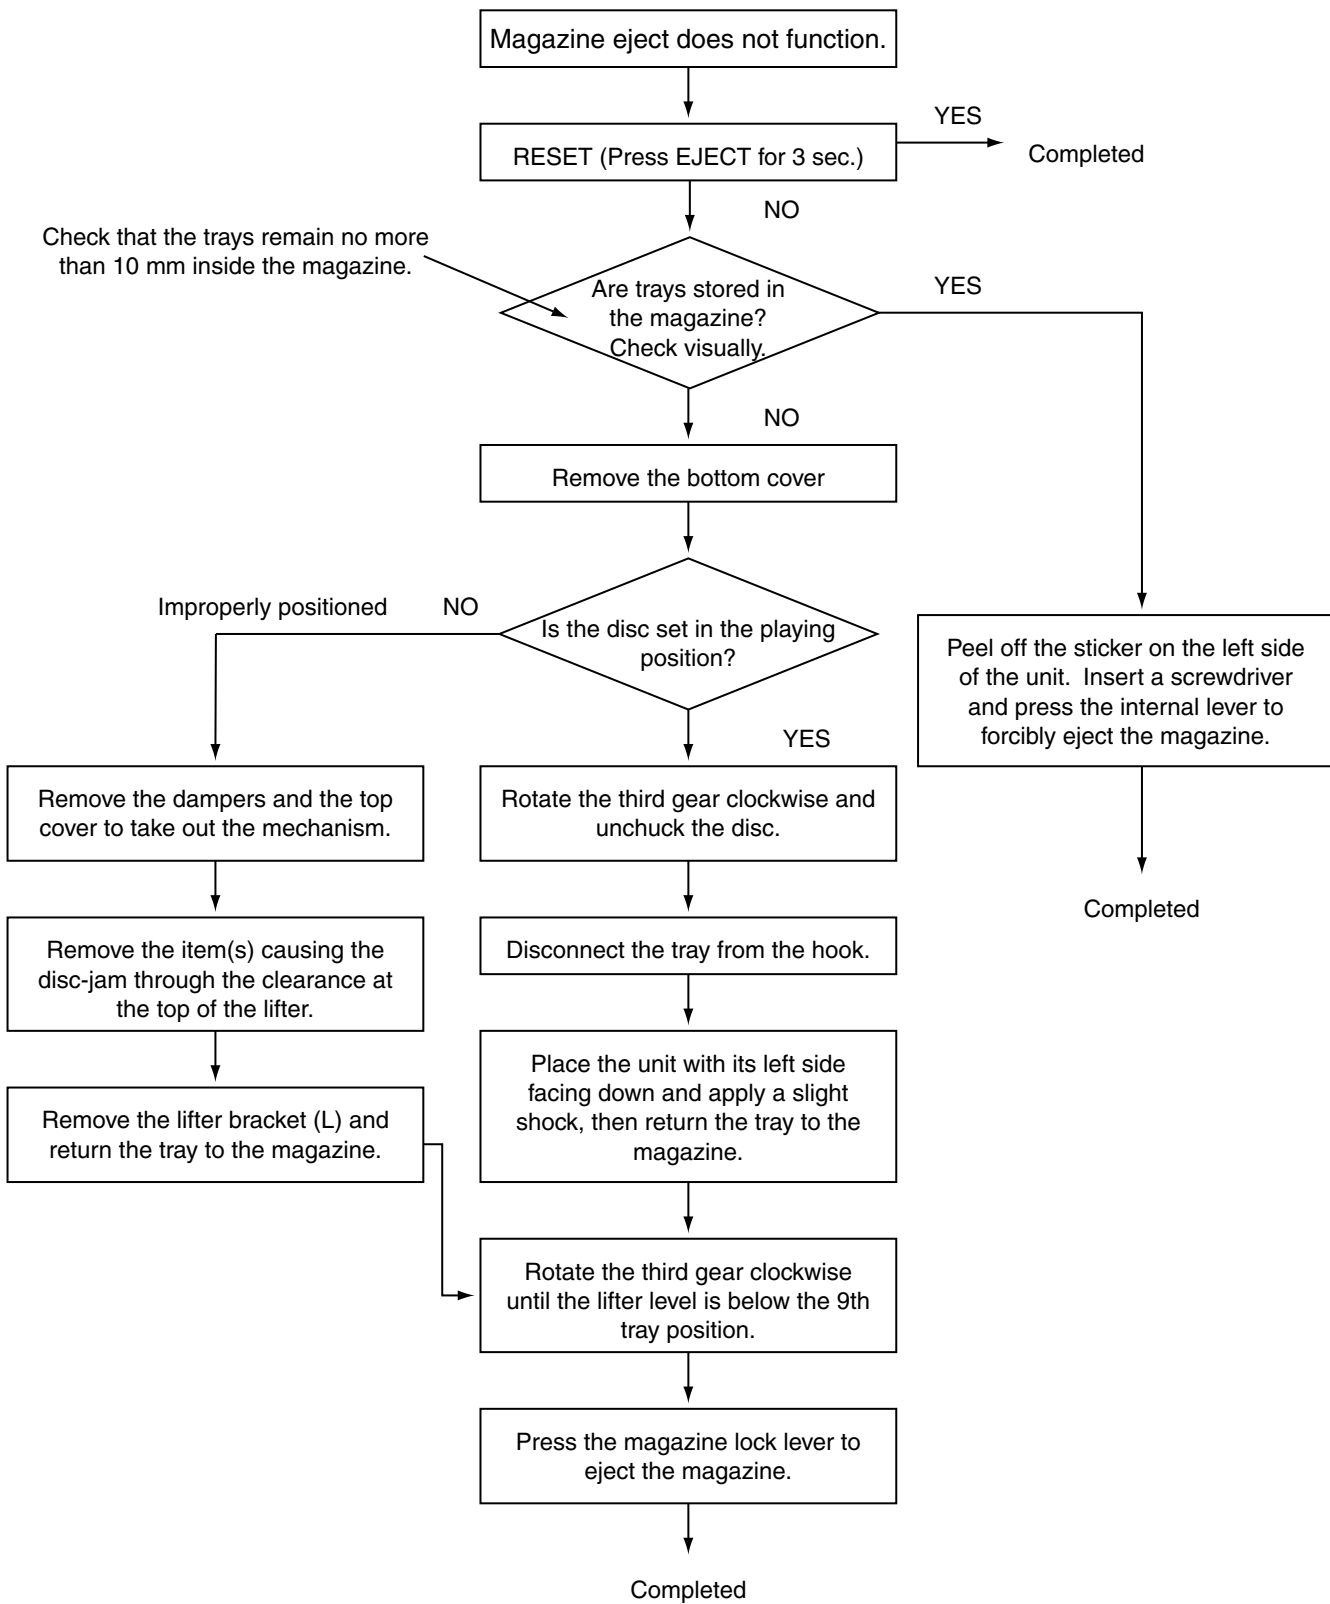 Magazine eject does not function.
YES
RESET (Press EJECT for 3 sec.)
Completed
NO
Check that the trays remain no more
than 10 mm inside the magazine.
Are trays stored in
the magazine?
Check visually.
YES
NO
Remove the bottom cover
Improperly positioned
NO
Is the disc set in the playing
position?
YES
Peel off the sticker on the left side
of the unit.  Insert a screwdriver
and press the internal lever to
forcibly eject the magazine.
Completed
Remove the dampers and the top
cover to take out the mechanism.
Remove the item(s) causing the
disc-jam through the clearance at
the top of the lifter.
Remove the lifter bracket (L) and
return the tray to the magazine.
Rotate the third gear clockwise and
unchuck the disc.
Disconnect the tray from the hook.
Place the unit with its left side
facing down and apply a slight
shock, then return the tray to the
magazine.
Rotate the third gear clockwise
until the lifter level is below the 9th
tray position.
Press the magazine lock lever to
eject the magazine.
Completed